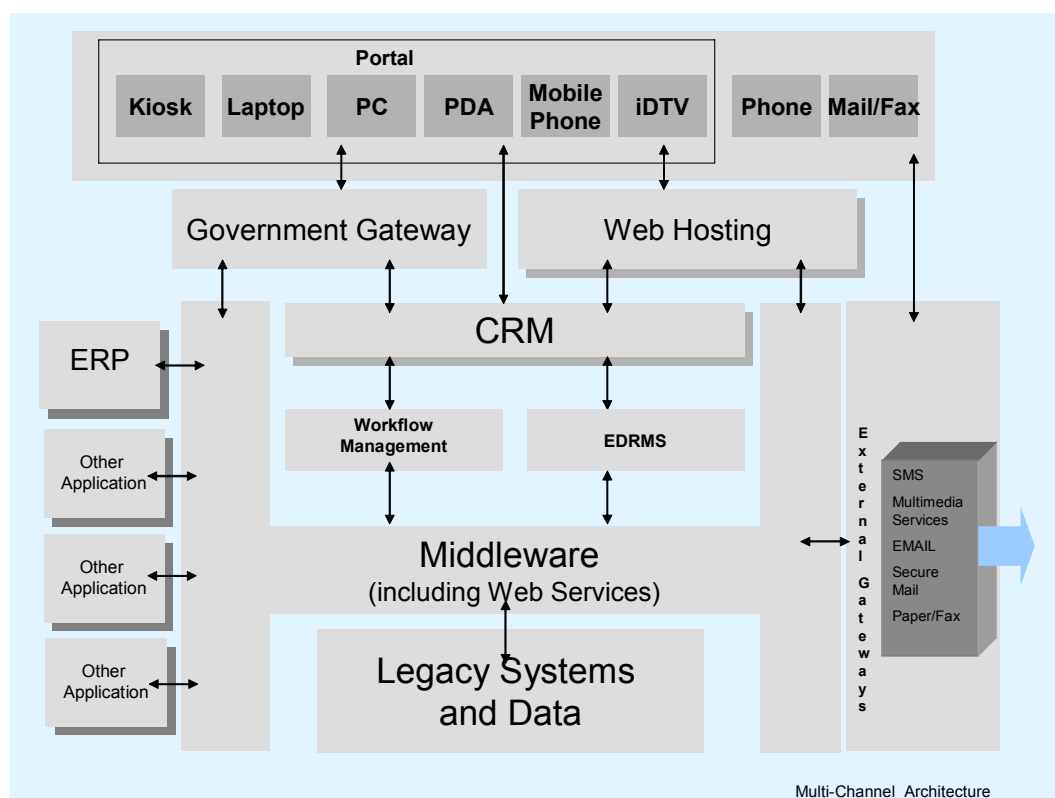 Portal
Kiosk
Laptop
PC
PDA
Mobile
Phone
iDTV
Phone
Mail/Fax
Government Gateway
Web Hosting
CRM
ERP
Workflow
Management
EDRMS
Other
Application
Other
Application
Other
Application
Middleware
(including Web Services)
Legacy Systems
and Data
External Gateways
SMS
Multimedia
Services
EMAIL
Secure
Mail
Paper/Fax
Multi-Channel Architecture